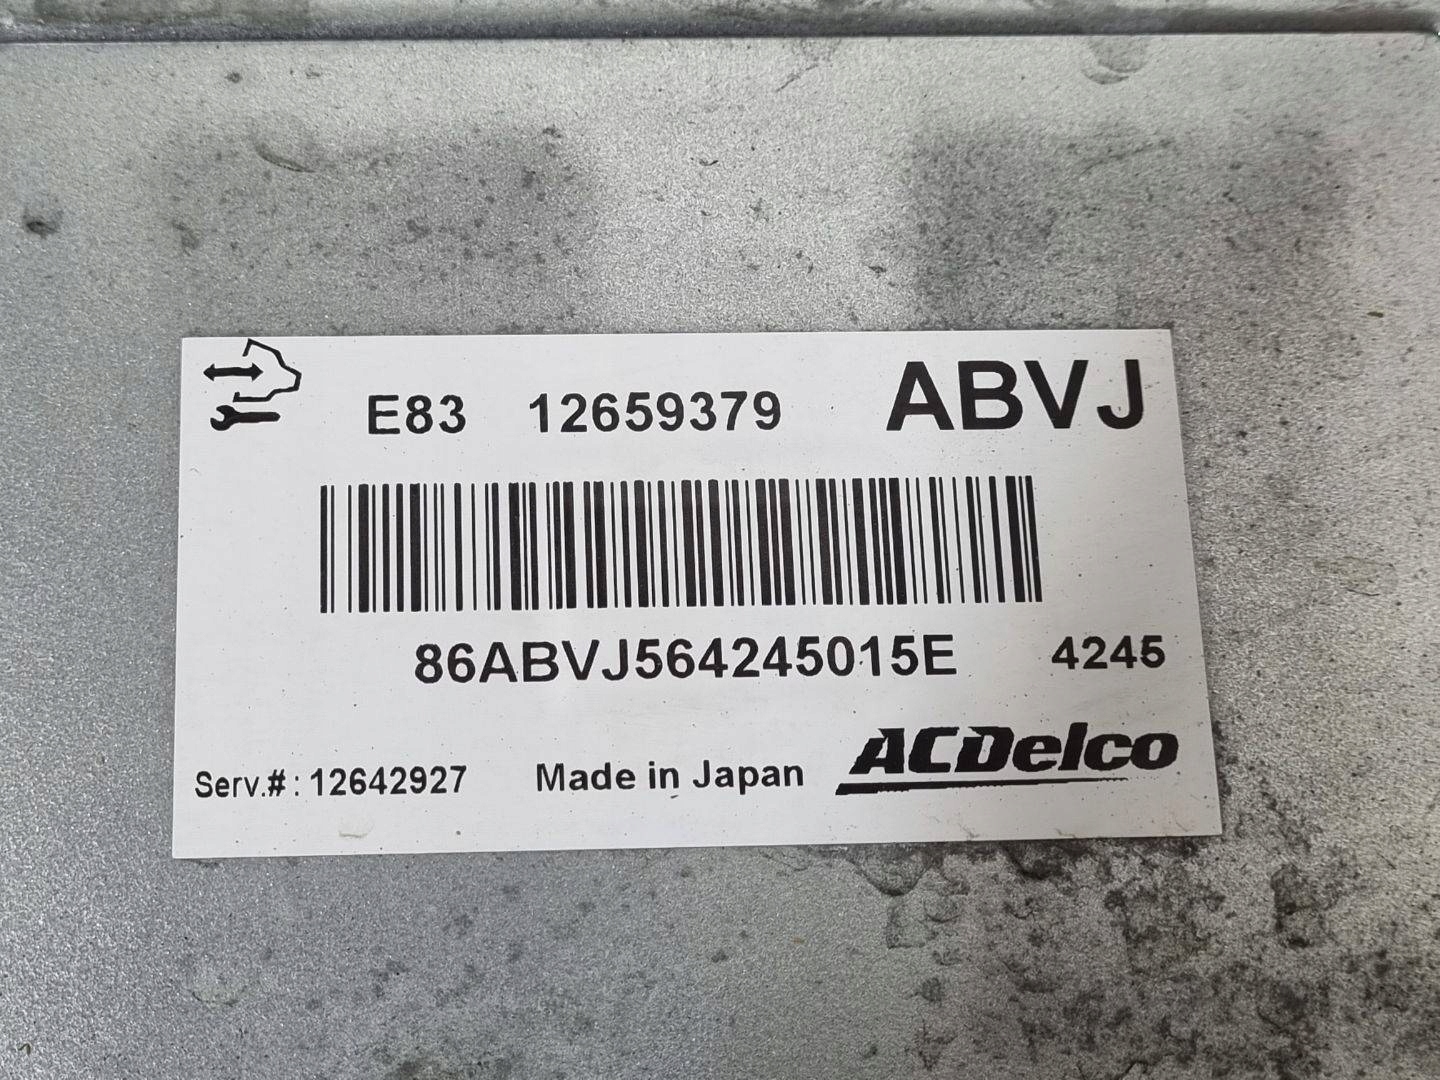 E83 12659379 ABVJ
86ABVJ564245015E 4245
Serv.#: 12642927 Made in Japan ACDelco